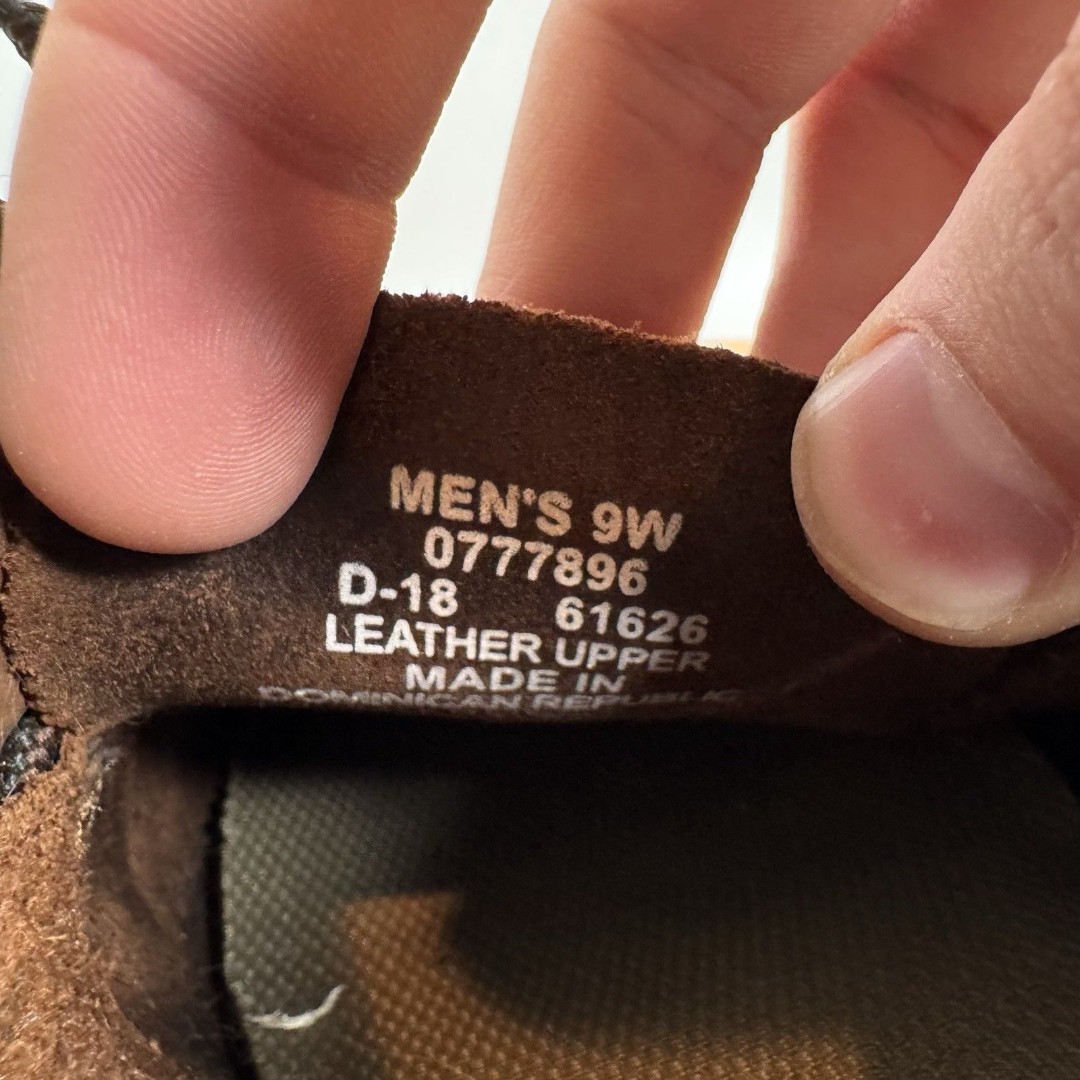 MEN'S 9W
0777896
D-18 61626
LEATHER UPPER
MADE IN
DOMINICAN REPUBLIC